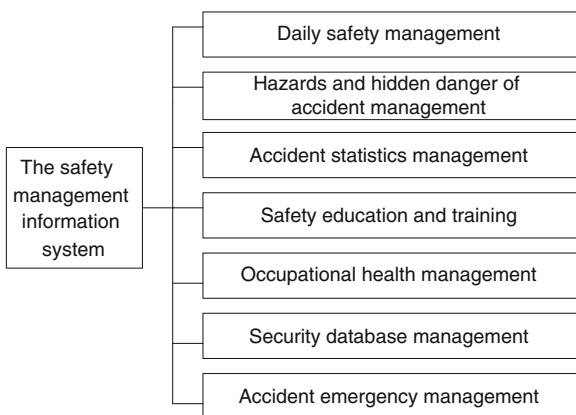 The safety
management
information
system
Daily safety management
Hazards and hidden danger of
accident management
Accident statistics management
Safety education and training
Occupational health management
Security database management
Accident emergency management